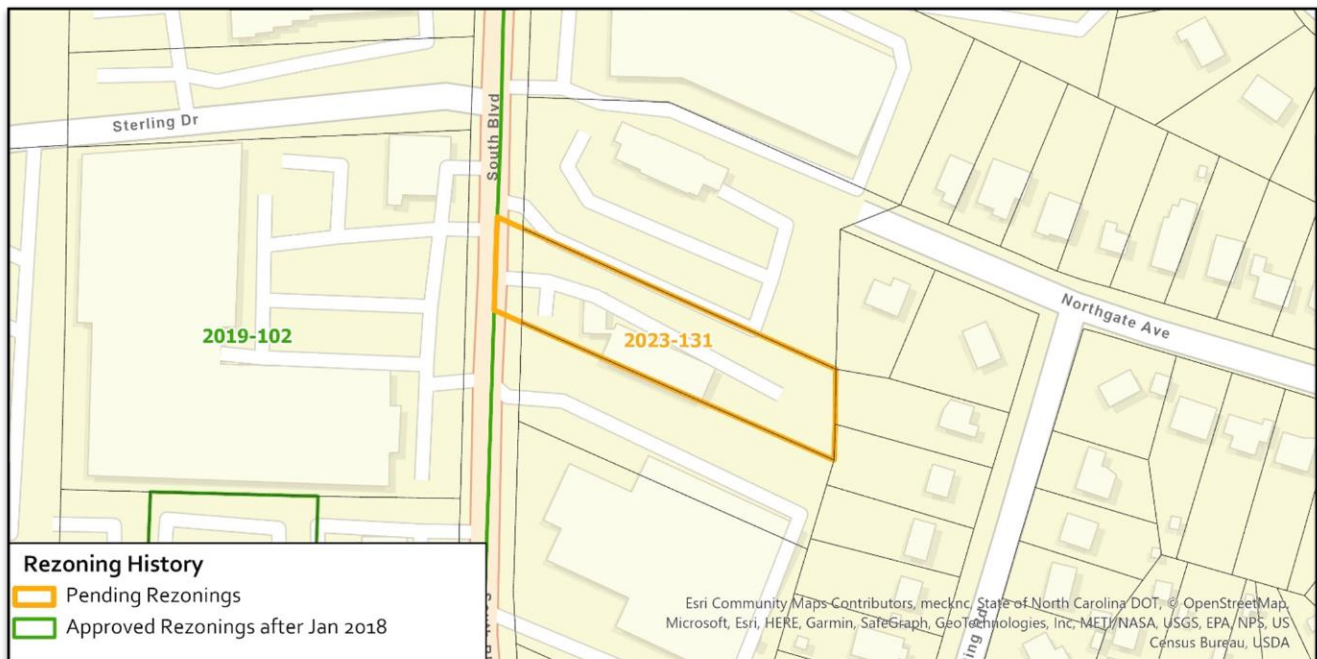 Sterling Dr
South Blvd
2019-102
2023-131
Northgate Ave
Rezoning History
Pending Rezonings
Approved Rezonings after Jan 2018
Esri Community Maps Contributors, mecknc, State of North Carolina DOT, © OpenStreetMap,
Microsoft, Esri, HERE, Garmin, SafeGraph, GeoTechnologies, Inc, METI/NASA, USGS, EPA, NPS, US
Census Bureau, USDA